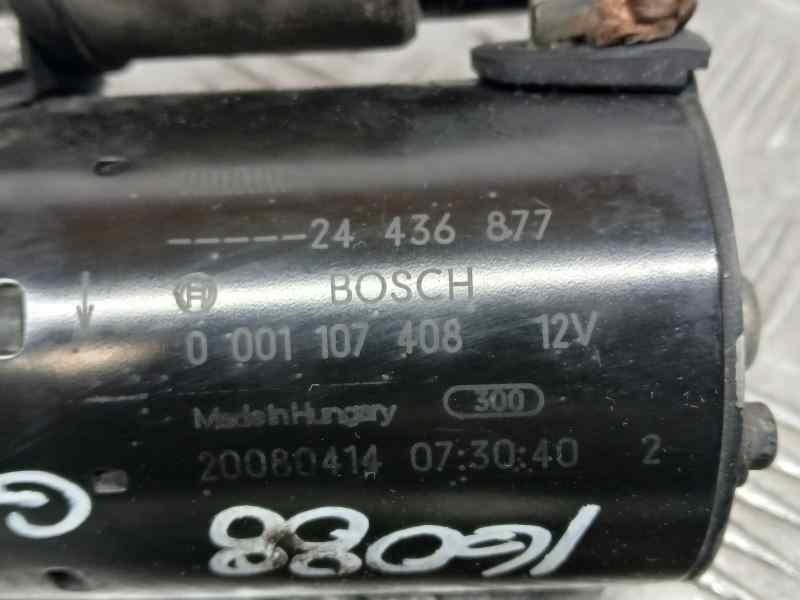 -----24 436 877
BOSCH
0 001 107 408 12V
Made in Hungary 300
20080414 07:30:40 2
G 16088